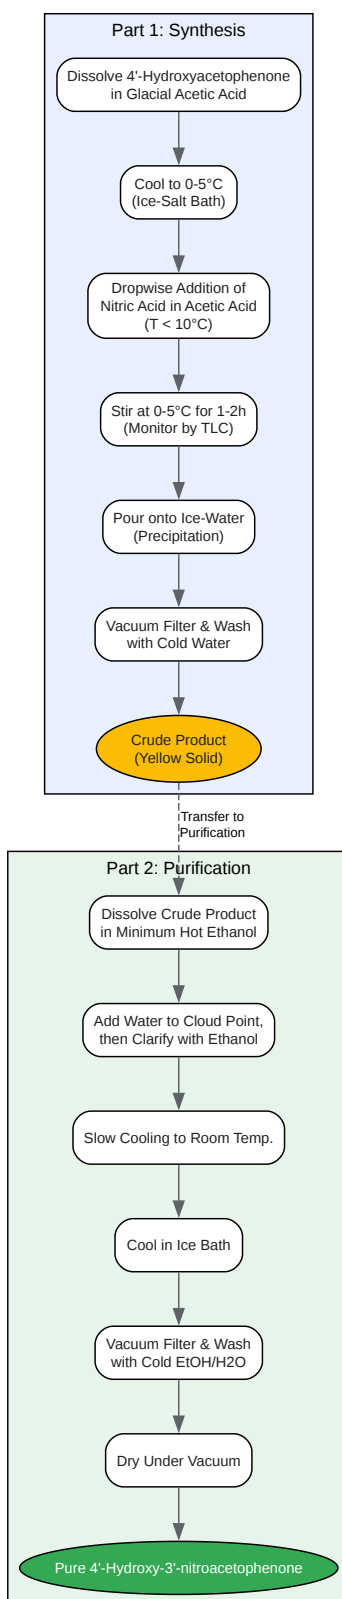 Part 1: Synthesis
Dissolve 4'-Hydroxyacetophenone
in Glacial Acetic Acid
Cool to 0-5°C
(Ice-Salt Bath)
Dropwise Addition of
Nitric Acid in Acetic Acid
(T < 10°C)
Stir at 0-5°C for 1-2h
(Monitor by TLC)
Pour onto Ice-Water
(Precipitation)
Vacuum Filter & Wash
with Cold Water
Crude Product
(Yellow Solid)
Transfer to
Purification
Part 2: Purification
Dissolve Crude Product
in Minimum Hot Ethanol
Add Water to Cloud Point,
then Clarify with Ethanol
Slow Cooling to Room Temp.
Cool in Ice Bath
Vacuum Filter & Wash
with Cold EtOH/H2O
Dry Under Vacuum
Pure 4'-Hydroxy-3'-nitroacetophenone